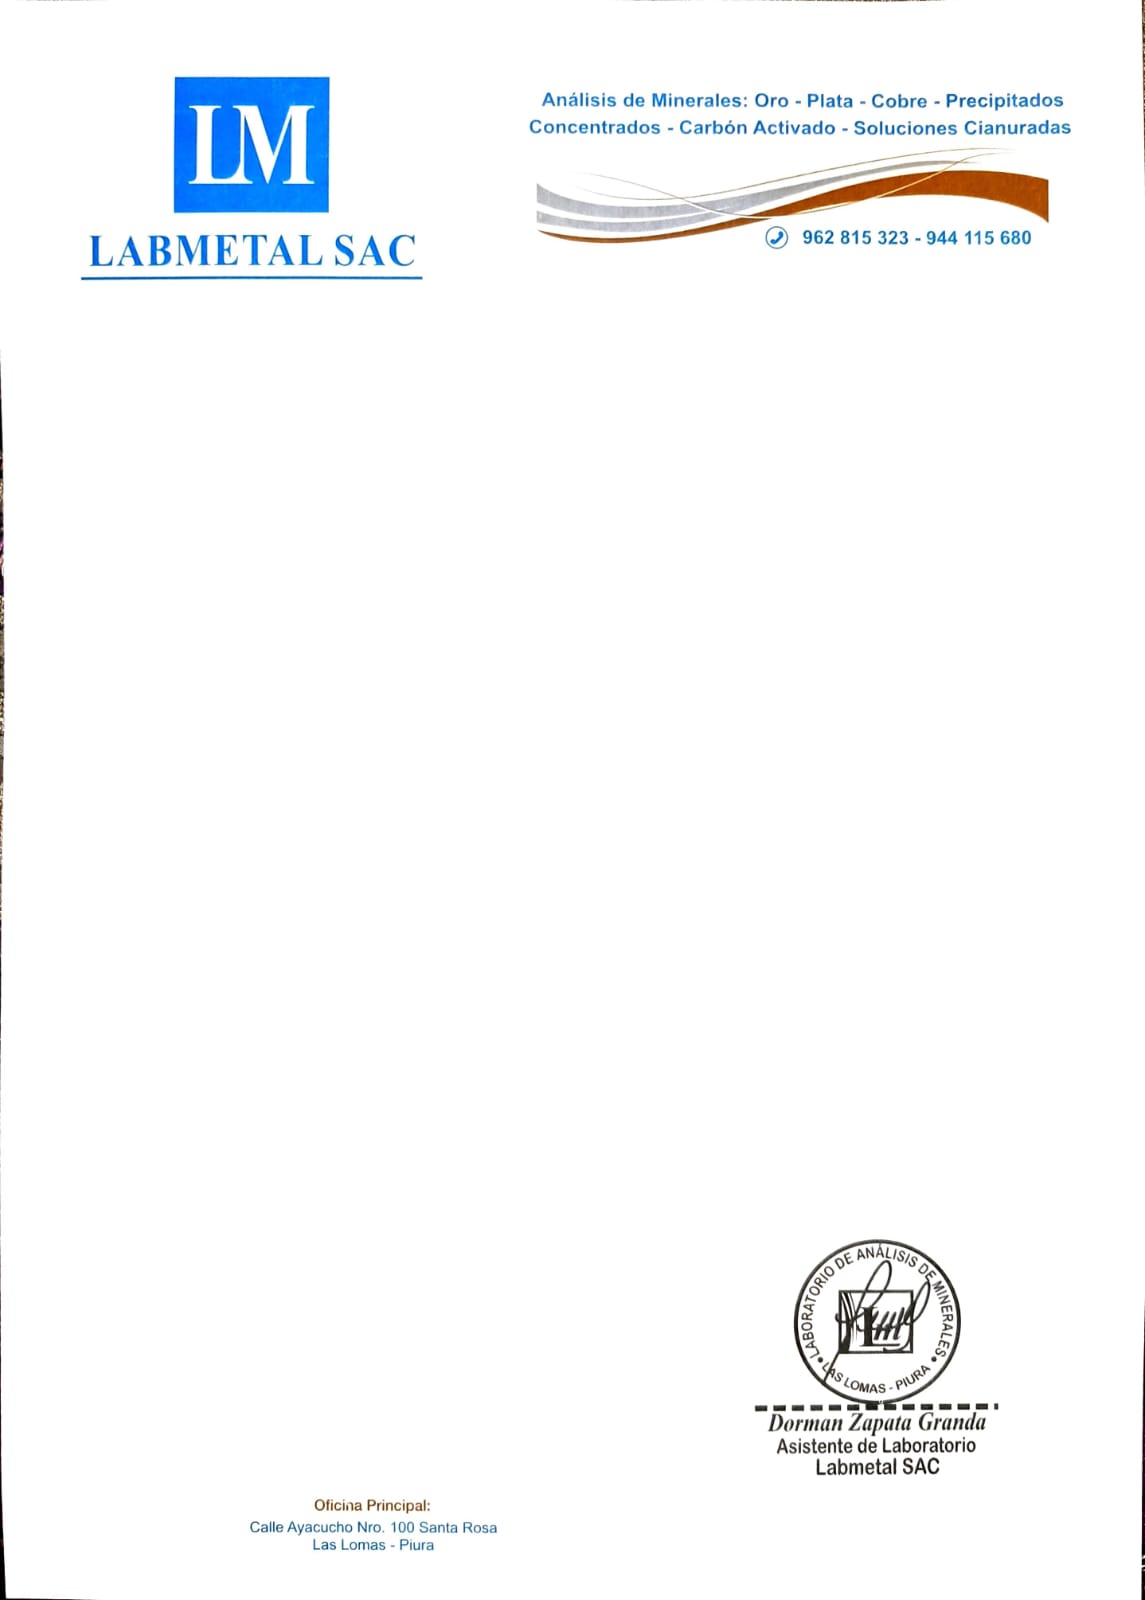 LM
LABMETAL SAC
Análisis de Minerales: Oro - Plata - Cobre - Precipitados
Concentrados - Carbón Activado - Soluciones Cianuradas
962 815 323 - 944 115 680
LABORATORIO DE ANÁLISIS DE MINERALES
Lm
LAS LOMAS - PIURA
Dorman Zapata Granda
Asistente de Laboratorio
Labmetal SAC
Oficina Principal:
Calle Ayacucho Nro. 100 Santa Rosa
Las Lomas - Piura